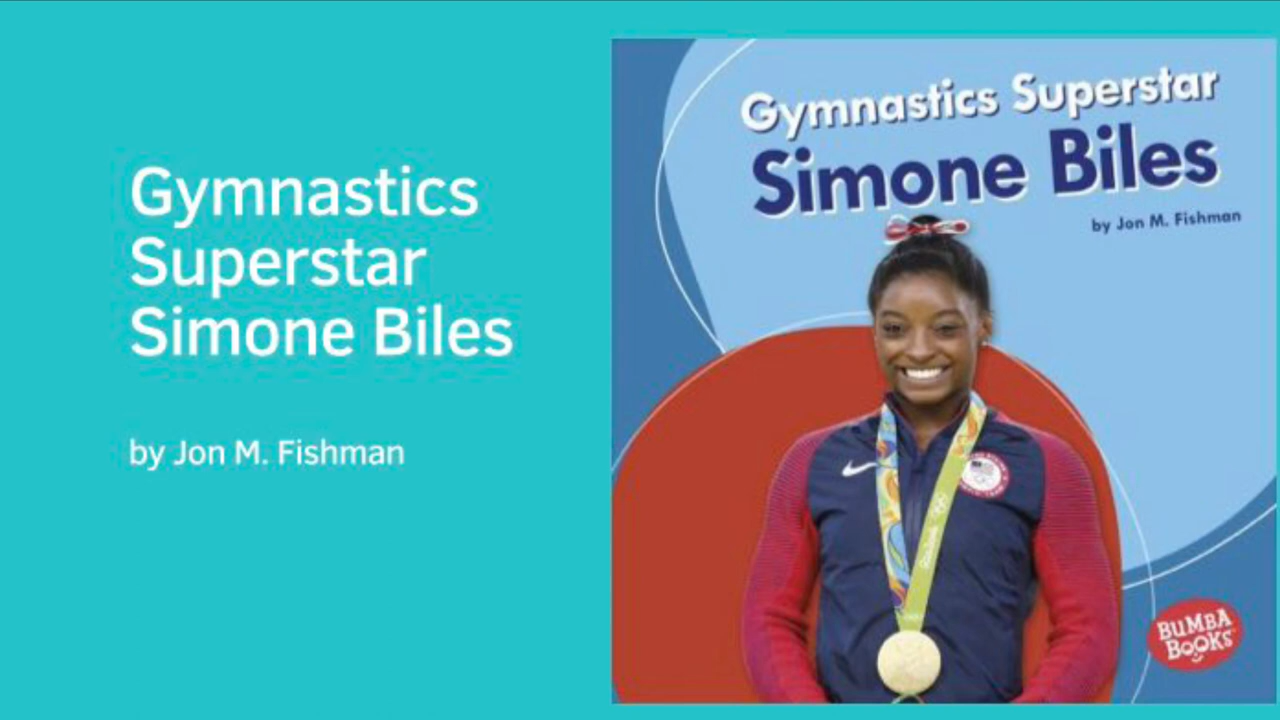 Gymnastics
Superstar
Simone Biles
by Jon M. Fishman
Gymnastics Superstar
Simone Biles
by Jon M. Fishman
BUMBA
BOOKS